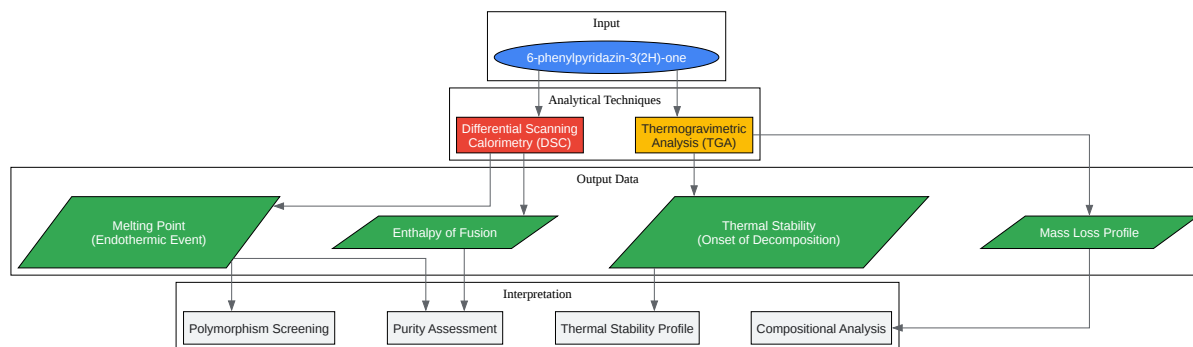 Input
6-phenylpyridazin-3(2H)-one
Analytical Techniques
Differential Scanning
Calorimetry (DSC)
Thermogravimetric
Analysis (TGA)
Output Data
Melting Point
(Endothermic Event)
Enthalpy of Fusion
Thermal Stability
(Onset of Decomposition)
Mass Loss Profile
Interpretation
Polymorphism Screening
Purity Assessment
Thermal Stability Profile
Compositional Analysis